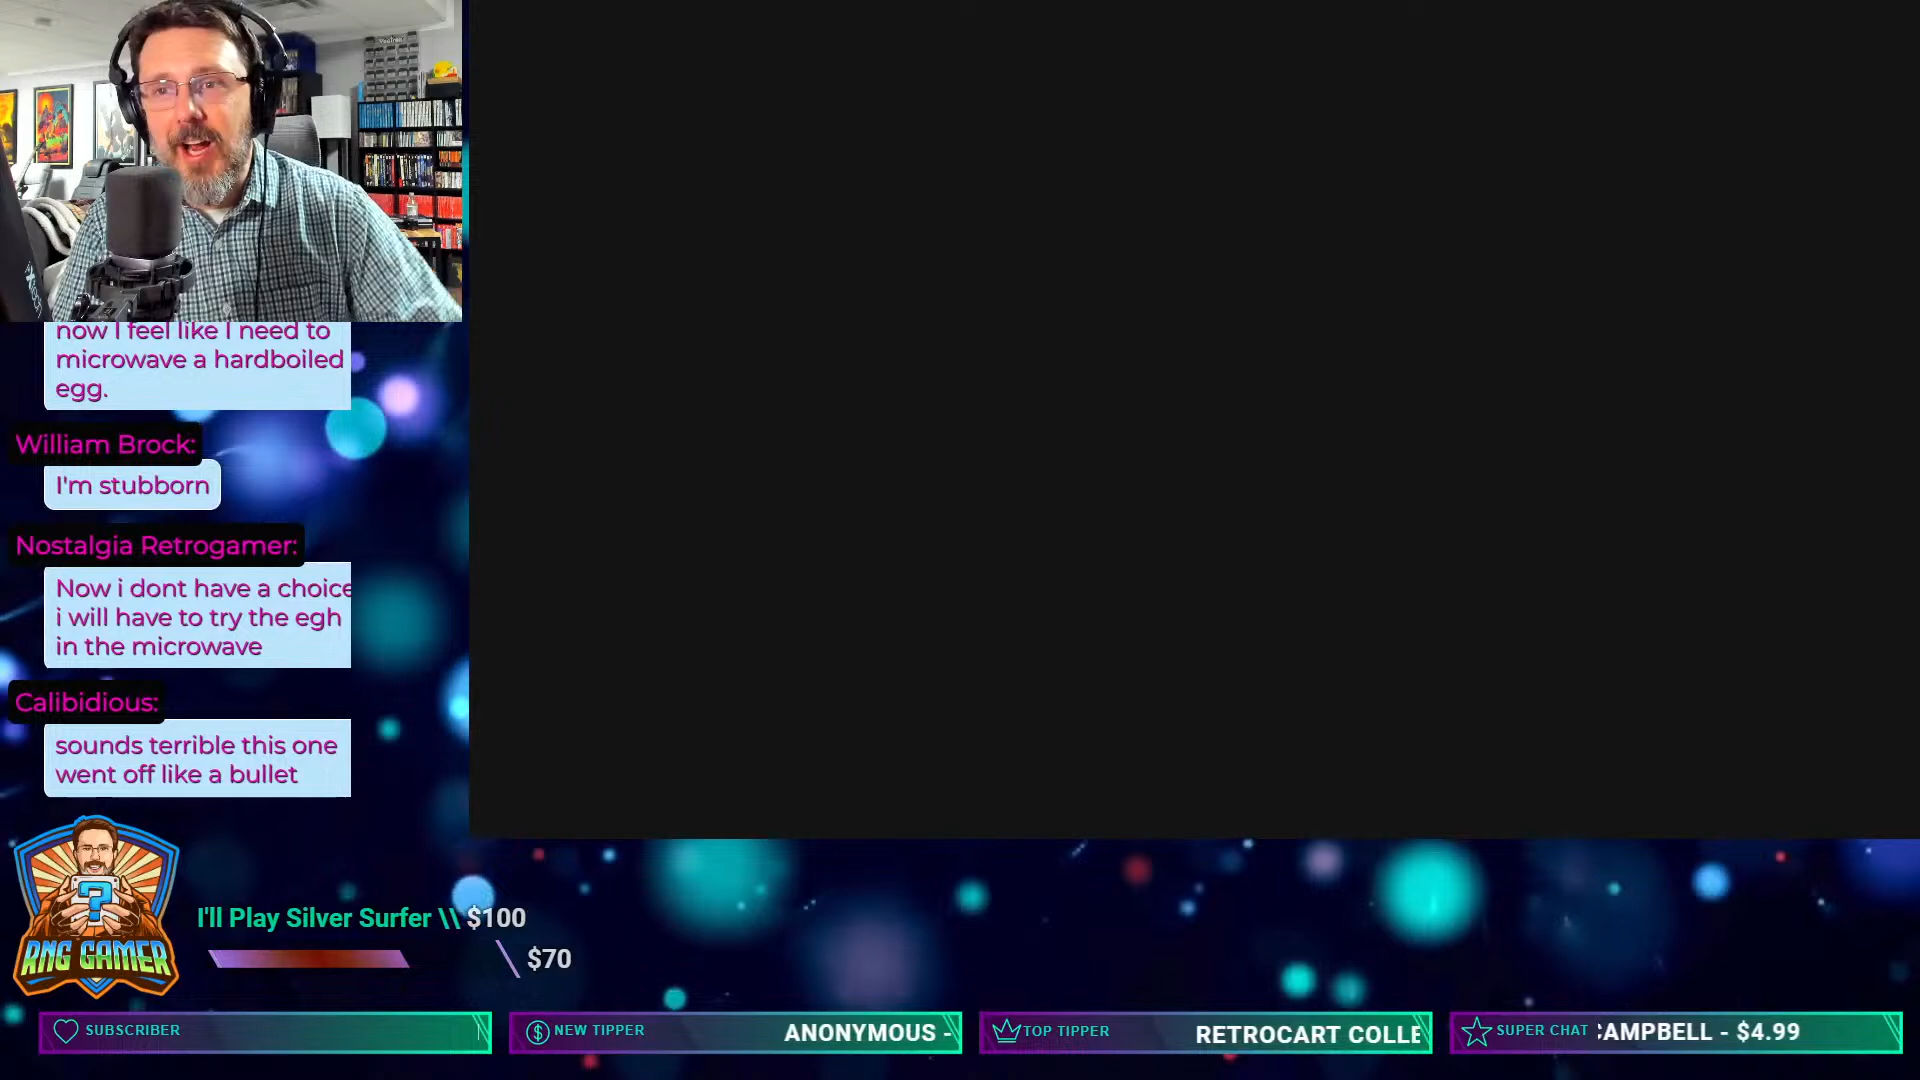 now I feel like I need to
microwave a hardboiled
egg.
William Brock:
I'm stubborn
Nostalgia Retrogamer:
Now i dont have a choice
i will have to try the egh
in the microwave
Calibidious:
sounds terrible this one
went off like a bullet
?
RNG GAMER
I'll Play Silver Surfer \\ $100
$70
SUBSCRIBER
NEW TIPPER ANONYMOUS -
TOP TIPPER RETROCART COLLE
SUPER CHAT CAMPBELL - $4.99